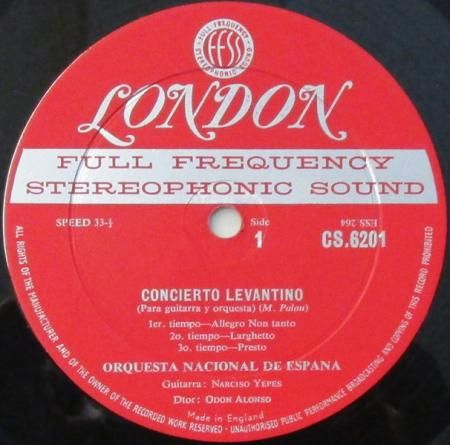 FULL · FREQUENCY · RANGE
STEREOPHONIC
FFSS
LONDON
FULL FREQUENCY
STEREOPHONIC SOUND
SPEED 33-⅓
Side
1
ESS. 264
CS.6201
CONCIERTO LEVANTINO
(Para guitarra y orquesta) (M. Palau)
1er. tiempo—Allegro Non tanto
2o. tiempo—Larghetto
3o. tiempo—Presto
ORQUESTA NACIONAL DE ESPANA
Guitarra: NARCISO YEPES
Dtor: ODON ALONSO
Made in England
ALL RIGHTS OF THE MANUFACTURER AND OF THE OWNER OF THE RECORDED WORK RESERVED · UNAUTHORISED PUBLIC PERFORMANCE BROADCASTING AND COPYING OF THIS RECORD PROHIBITED